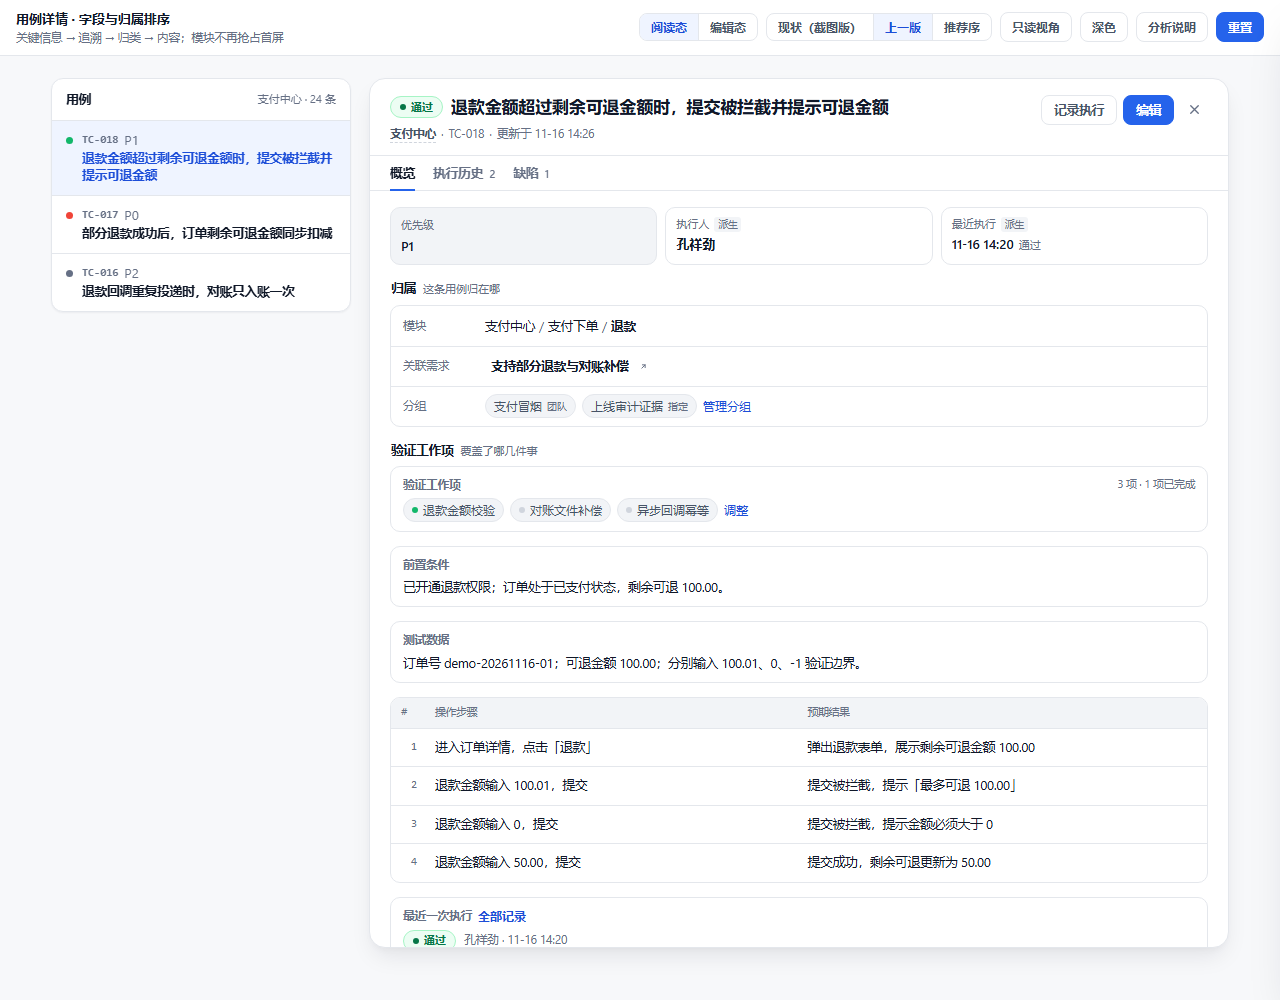 用例详情 · 字段与归属排序
关键信息 → 追溯 → 归类 → 内容；模块不再抢占首屏
阅读态 编辑态 现状（截图版） 上一版 推荐序 只读视角 深色 分析说明 重置
用例 支付中心 · 24 条
TC-018 P1
退款金额超过剩余可退金额时，提交被拦截并
提示可退金额
TC-017 P0
部分退款成功后，订单剩余可退金额同步扣减
TC-016 P2
退款回调重复投递时，对账只入账一次
通过 退款金额超过剩余可退金额时，提交被拦截并提示可退金额
支付中心 · TC-018 · 更新于 11-16 14:26
记录执行 编辑 ×
概览 执行历史 2 缺陷 1
优先级
P1
执行人 派生
孔祥劲
最近执行 派生
11-16 14:20 通过
归属 这条用例归在哪
模块 支付中心 / 支付下单 / 退款
关联需求 支持部分退款与对账补偿 ↗
分组 支付冒烟 团队 上线审计证据 指定 管理分组
验证工作项 覆盖了哪几件事
验证工作项 3 项 · 1 项已完成
退款金额校验 对账文件补偿 异步回调幂等 调整
前置条件
已开通退款权限；订单处于已支付状态，剩余可退 100.00。
测试数据
订单号 demo-20261116-01；可退金额 100.00；分别输入 100.01、0、-1 验证边界。
# 操作步骤 预期结果
1 进入订单详情，点击「退款」 弹出退款表单，展示剩余可退金额 100.00
2 退款金额输入 100.01，提交 提交被拦截，提示「最多可退 100.00」
3 退款金额输入 0，提交 提交被拦截，提示金额必须大于 0
4 退款金额输入 50.00，提交 提交成功，剩余可退更新为 50.00
最近一次执行 全部记录
通过 孔祥劲 · 11-16 14:20